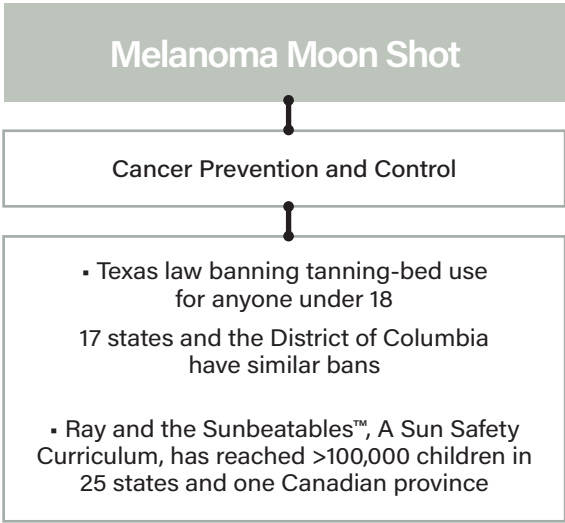 Melanoma Moon Shot
Cancer Prevention and Control
▪ Texas law banning tanning-bed use
for anyone under 18
17 states and the District of Columbia
have similar bans
▪ Ray and the Sunbeatables™, A Sun Safety
Curriculum, has reached >100,000 children in
25 states and one Canadian province